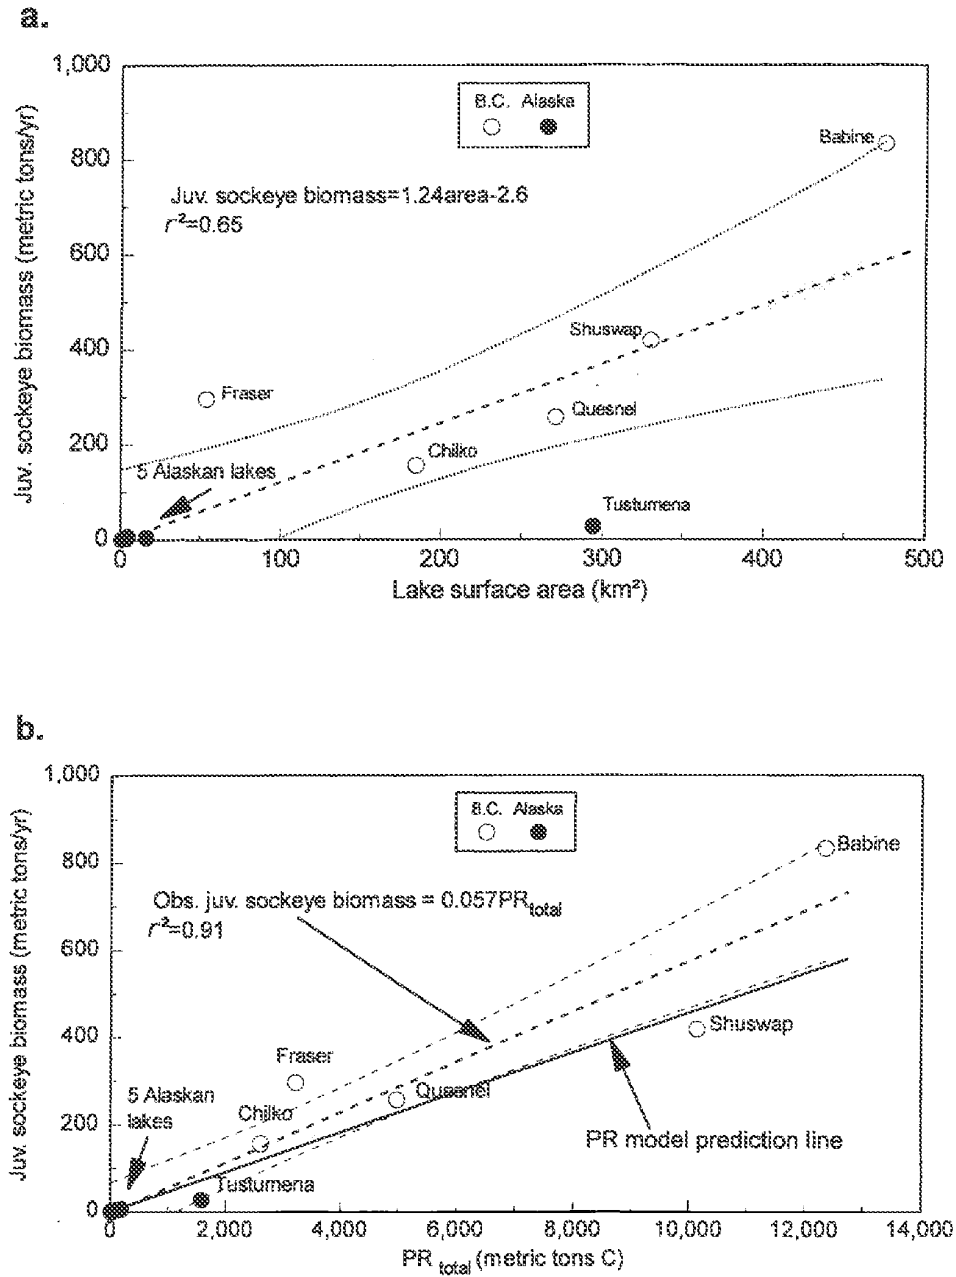 a.
1,000
800
600
400
200
0
Juv. sockeye biomass (metric tons/yr)
B.C. Alaska
Juv. sockeye biomass=1.24area-2.6
r²=0.65
Babine
Shuswap
Fraser
Quesnel
Chilko
5 Alaskan lakes
Tustumena
0 100 200 300 400 500
Lake surface area (km²)
b.
1,000
800
600
400
200
0
Juv. sockeye biomass (metric tons/yr)
B.C. Alaska
Babine
Obs. juv. sockeye biomass = 0.057PR total
r²=0.91
Shuswap
Fraser
Quesnel
5 Alaskan
lakes
Chilko
PR model prediction line
Tustumena
0 2,000 4,000 6,000 8,000 10,000 12,000 14,000
PR total (metric tons C)